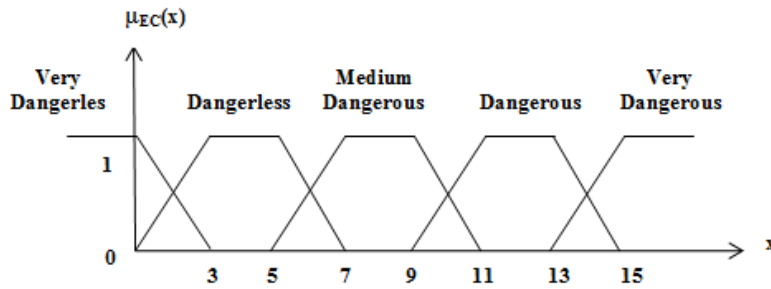 μEC(x)
Very Dangerles
Dangerless
Medium Dangerous
Dangerous
Very Dangerous
1
0
3 5 7 9 11 13 15
x